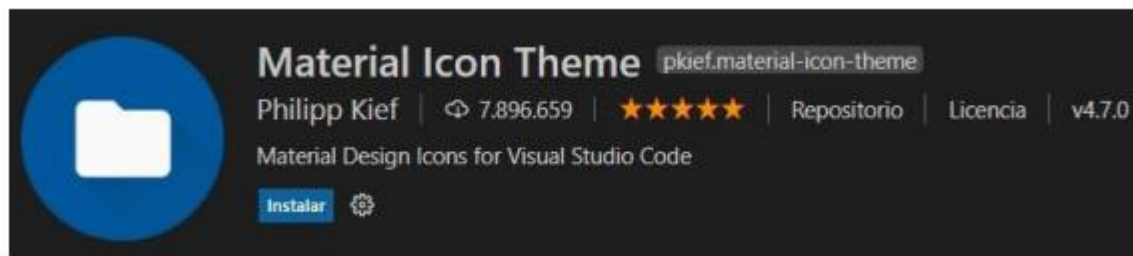 Material Icon Theme pkief.material-icon-theme
Philipp Kief | 7.896.659 | Repositorio | Licencia | v4.7.0
Material Design Icons for Visual Studio Code
Instalar